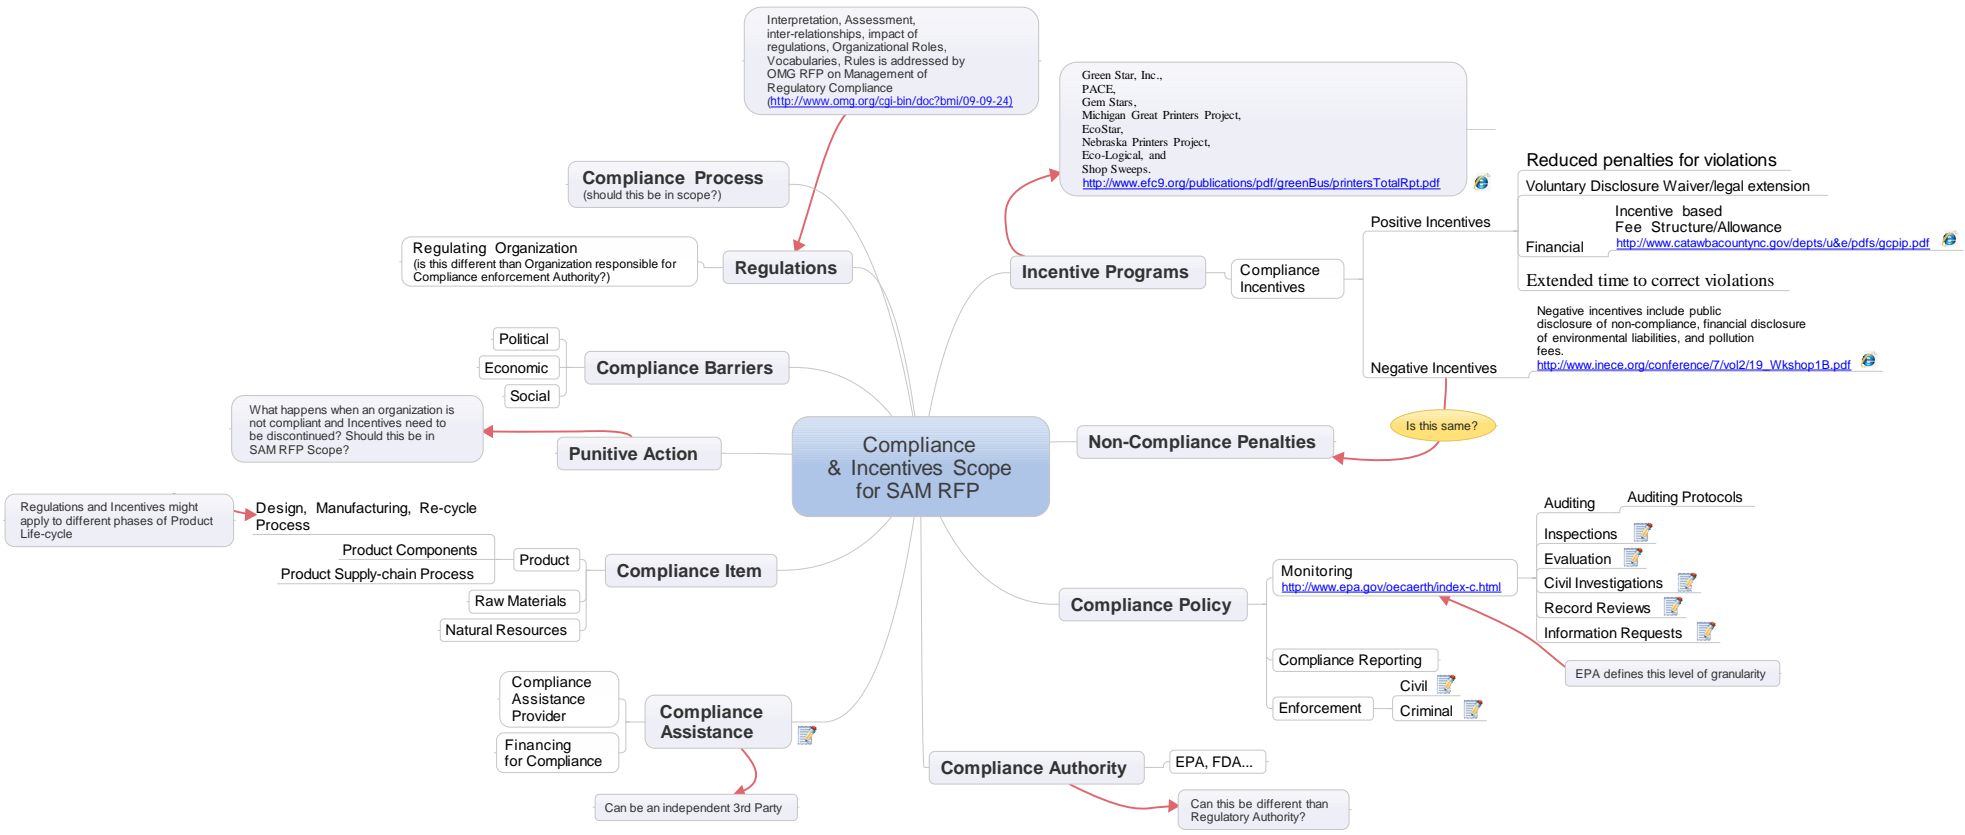 Interpretation, Assessment,
inter-relationships, impact of
regulations, Organizational Roles,
Vocabularies, Rules is addressed by
OMG RFP on Management of
Regulatory Compliance
(http://www.omg.org/cgi-bin/doc?bmi/09-09-24)
Green Star, Inc.,
PACE,
Gem Stars,
Michigan Great Printers Project,
EcoStar,
Nebraska Printers Project,
Eco-Logical, and
Shop Sweeps.
http://www.efc9.org/publications/pdf/greenBus/printersTotalRpt.pdf
Compliance Process
(should this be in scope?)
Regulating Organization
(is this different than Organization responsible for
Compliance enforcement Authority?)
Regulations
Incentive Programs
Compliance
Incentives
Positive Incentives
Reduced penalties for violations
Voluntary Disclosure Waiver/legal extension
Financial
Incentive based
Fee Structure/Allowance
http://www.catawbacountync.gov/depts/u&e/pdfs/gcpip.pdf
Extended time to correct violations
Negative Incentives
Negative incentives include public
disclosure of non-compliance, financial disclosure
of environmental liabilities, and pollution
fees.
http://www.inece.org/conference/7/vol2/19_Wkshop1B.pdf
Political
Economic
Social
Compliance Barriers
What happens when an organization is
not compliant and Incentives need to
be discontinued? Should this be in
SAM RFP Scope?
Punitive Action
Compliance
& Incentives Scope
for SAM RFP
Non-Compliance Penalties
Is this same?
Regulations and Incentives might
apply to different phases of Product
Life-cycle
Design, Manufacturing, Re-cycle
Process
Product Components
Product Supply-chain Process
Product
Raw Materials
Natural Resources
Compliance Item
Compliance Policy
Monitoring
http://www.epa.gov/oecaerth/index-c.html
Auditing
Auditing Protocols
Inspections
Evaluation
Civil Investigations
Record Reviews
Information Requests
EPA defines this level of granularity
Compliance Reporting
Enforcement
Civil
Criminal
Compliance
Assistance
Provider
Financing
for Compliance
Compliance
Assistance
Can be an independent 3rd Party
Compliance Authority
EPA, FDA...
Can this be different than
Regulatory Authority?